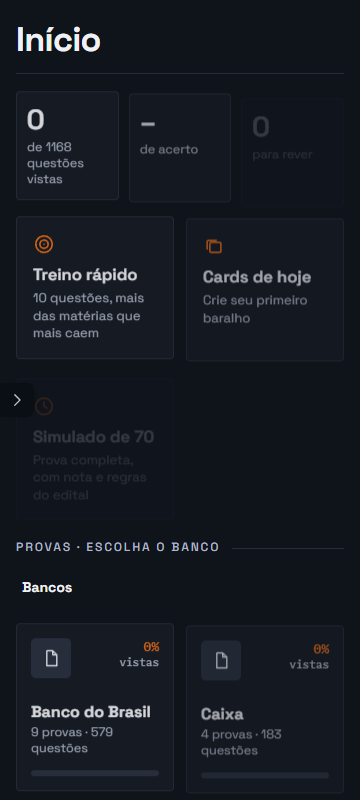 Início
0
de 1168
questões
vistas
–
de acerto
0
para rever
Treino rápido
10 questões, mais
das matérias que
mais caem
Cards de hoje
Crie seu primeiro
baralho
Simulado de 70
Prova completa,
com nota e regras
do edital
PROVAS · ESCOLHA O BANCO
Bancos
0%
vistas
Banco do Brasil
9 provas · 579
questões
0%
vistas
Caixa
4 provas · 183
questões